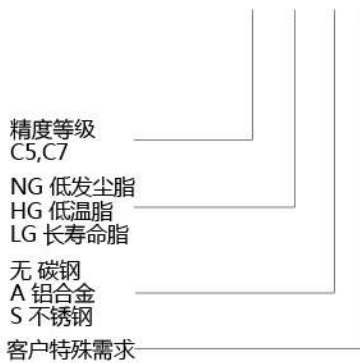 精度等级
C5,C7
NG 低发尘脂
HG 低温脂
LG 长寿命脂
无 碳钢
A 铝合金
S 不锈钢
客户特殊需求